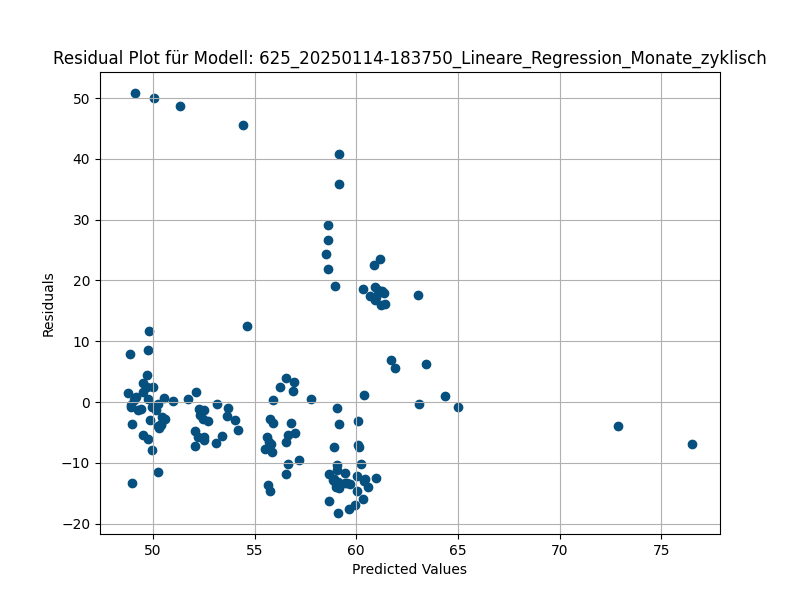 Residual Plot für Modell: 625_20250114-183750_Lineare_Regression_Monate_zyklisch
50
40
30
20
10
0
−10
−20
Residuals
50 55 60 65 70 75
Predicted Values